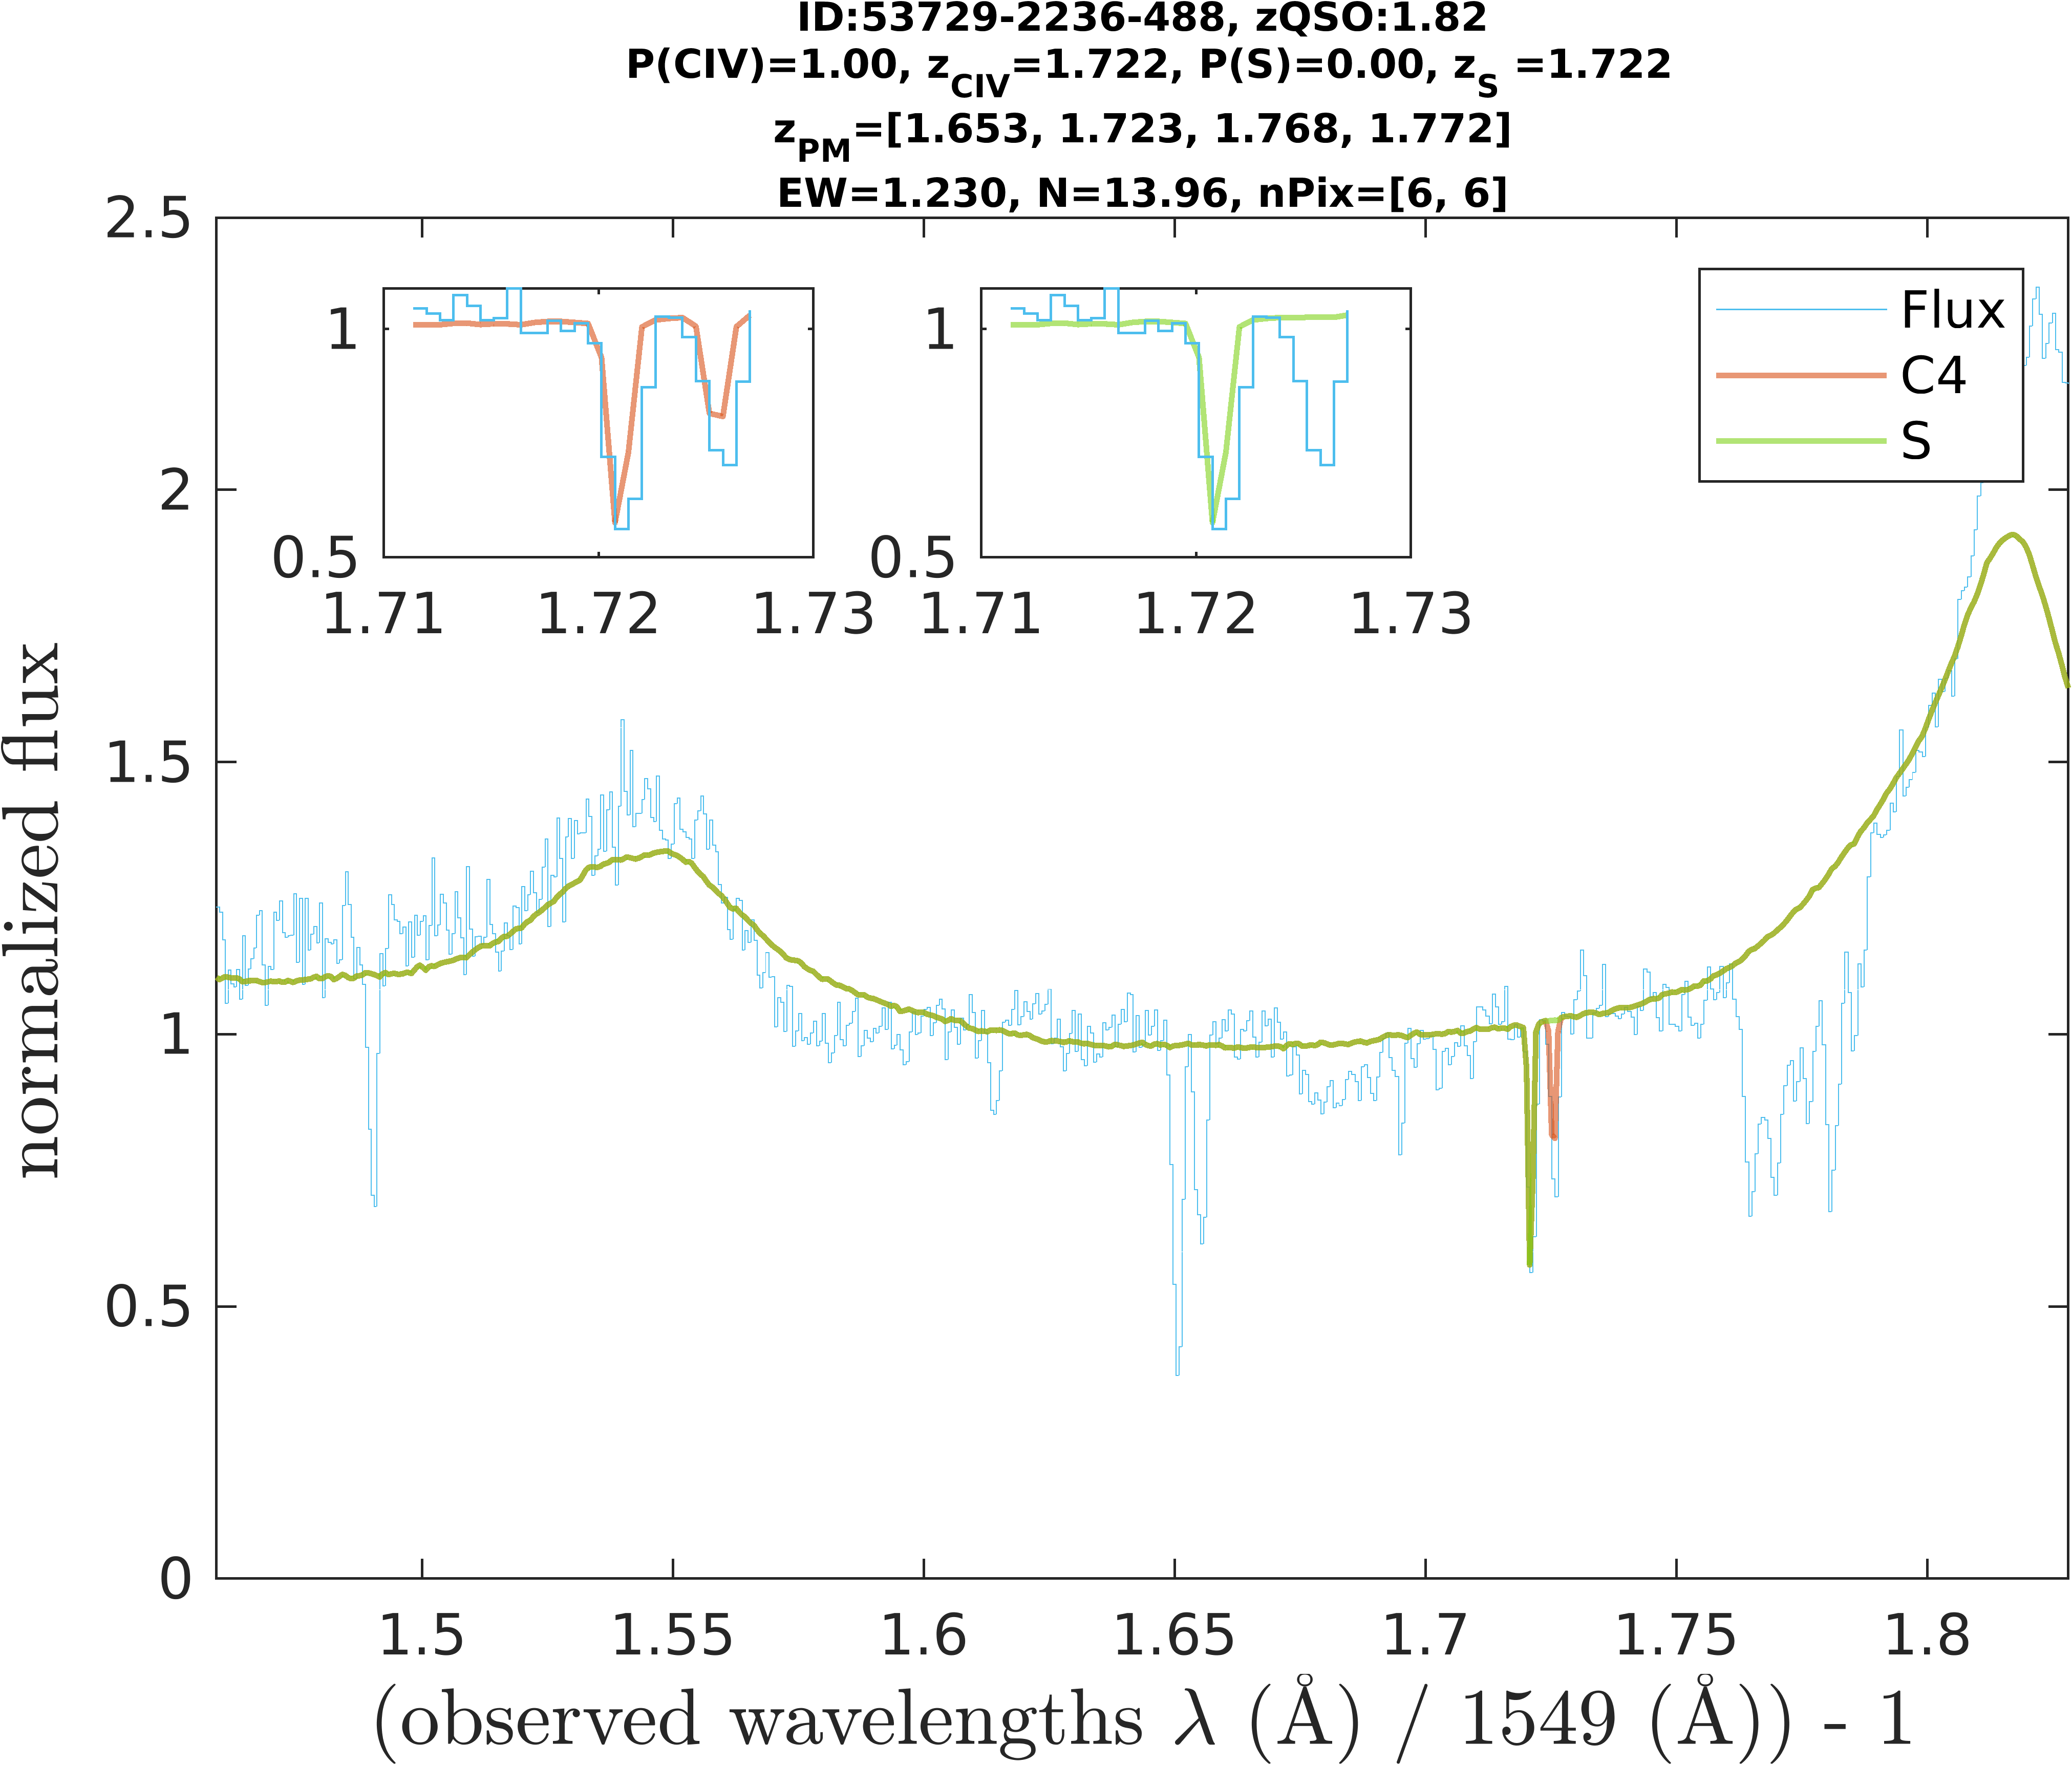 ID:53729-2236-488, zQSO:1.82
P(CIV)=1.00, zCIV=1.722, P(S)=0.00, zS =1.722
zPM=[1.653, 1.723, 1.768, 1.772]
EW=1.230, N=13.96, nPix=[6, 6]
2.5
2
1.5
1
0.5
0
1
0.5
1.71 1.72 1.73
1
0.5
1.71 1.72 1.73
Flux
C4
S
normalized flux
1.5 1.55 1.6 1.65 1.7 1.75 1.8
(observed wavelengths λ (Å) / 1549 (Å)) - 1